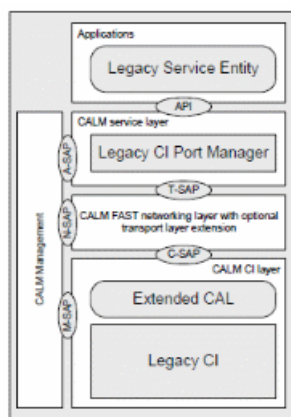 Applications
Legacy Service Entity
API
CALM service layer
Legacy CI Port Manager
A-SAP
T-SAP
CALM FAST networking layer with optional
transport layer extension
N-SAP
C-SAP
CALM CI layer
Extended CAL
M-SAP
Legacy CI
CALM Management